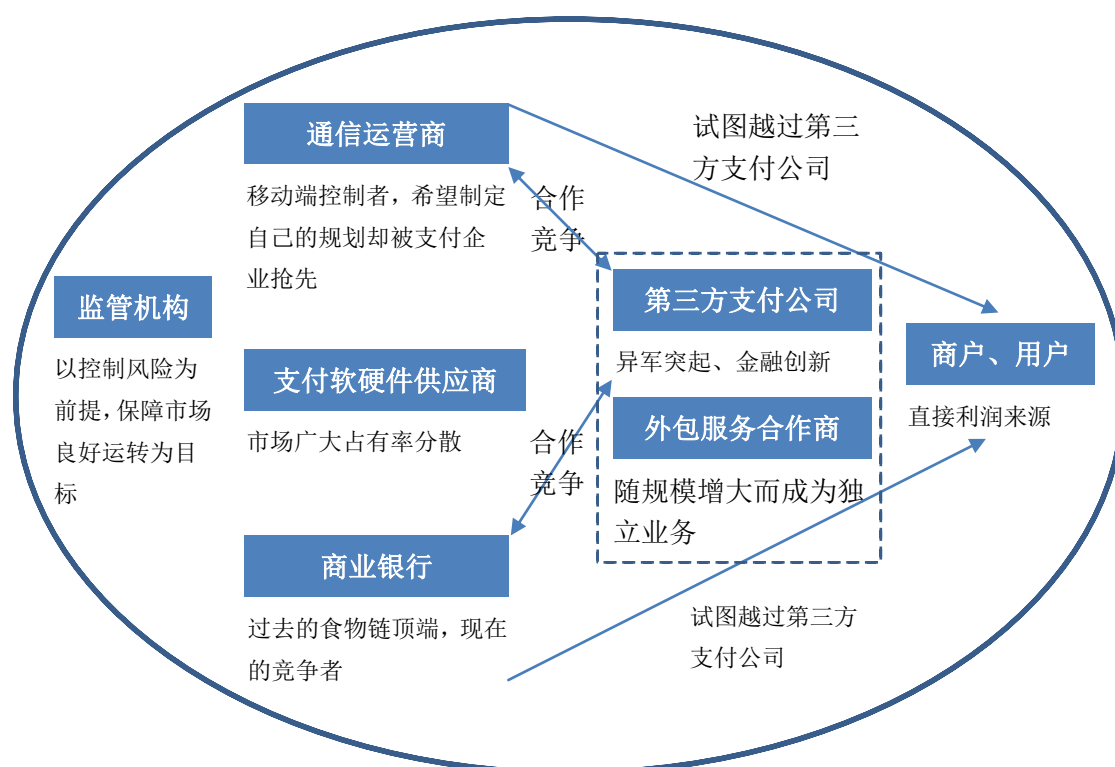 通信运营商
移动端控制者，希望制定
自己的规划却被支付企
业抢先
试图越过第三
方支付公司
合作
竞争
监管机构
以控制风险为
前提，保障市场
良好运转为目
标
支付软硬件供应商
市场广大占有率分散
合作
竞争
第三方支付公司
异军突起、金融创新
外包服务合作商
随规模增大而成为独
立业务
商户、用户
直接利润来源
商业银行
过去的食物链顶端，现在
的竞争者
试图越过第三方
支付公司